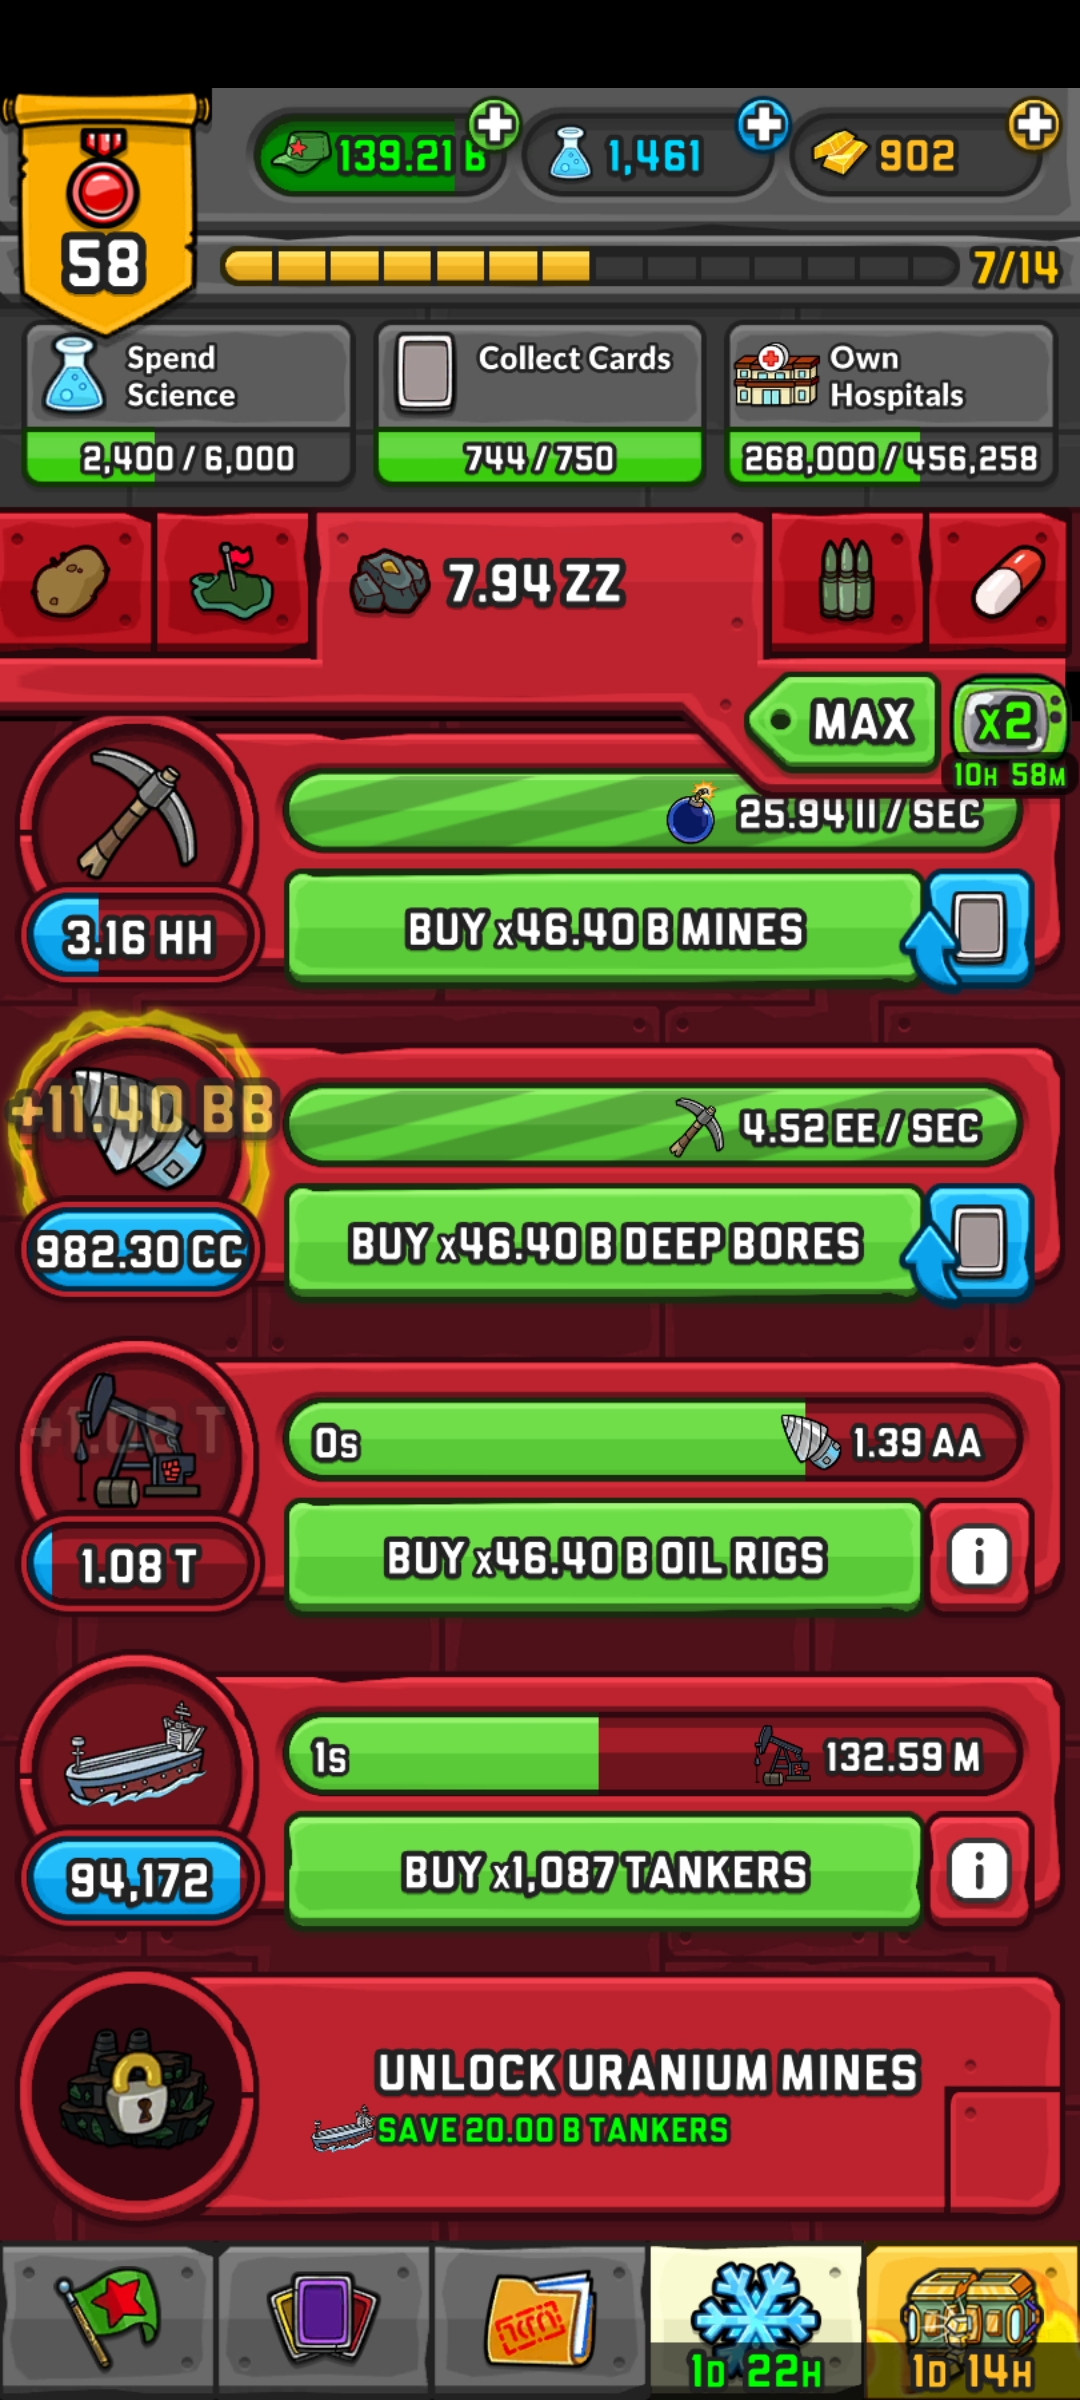 139.21 B
1,461
902
58
7/14
Spend
Science
2,400 / 6,000
Collect Cards
744 / 750
Own
Hospitals
268,000 / 456,258
7.94 ZZ
MAX
x2
10H 58M
25.94 II / SEC
3.16 HH
BUY x46.40 B MINES
+11.40 BB
4.52 EE / SEC
982.30 CC
BUY x46.40 B DEEP BORES
+1.08 T
0s
1.39 AA
1.08 T
BUY x46.40 B OIL RIGS
i
1s
132.59 M
94,172
BUY x1,087 TANKERS
i
UNLOCK URANIUM MINES
SAVE 20.00 B TANKERS
1D 22H
1D 14H